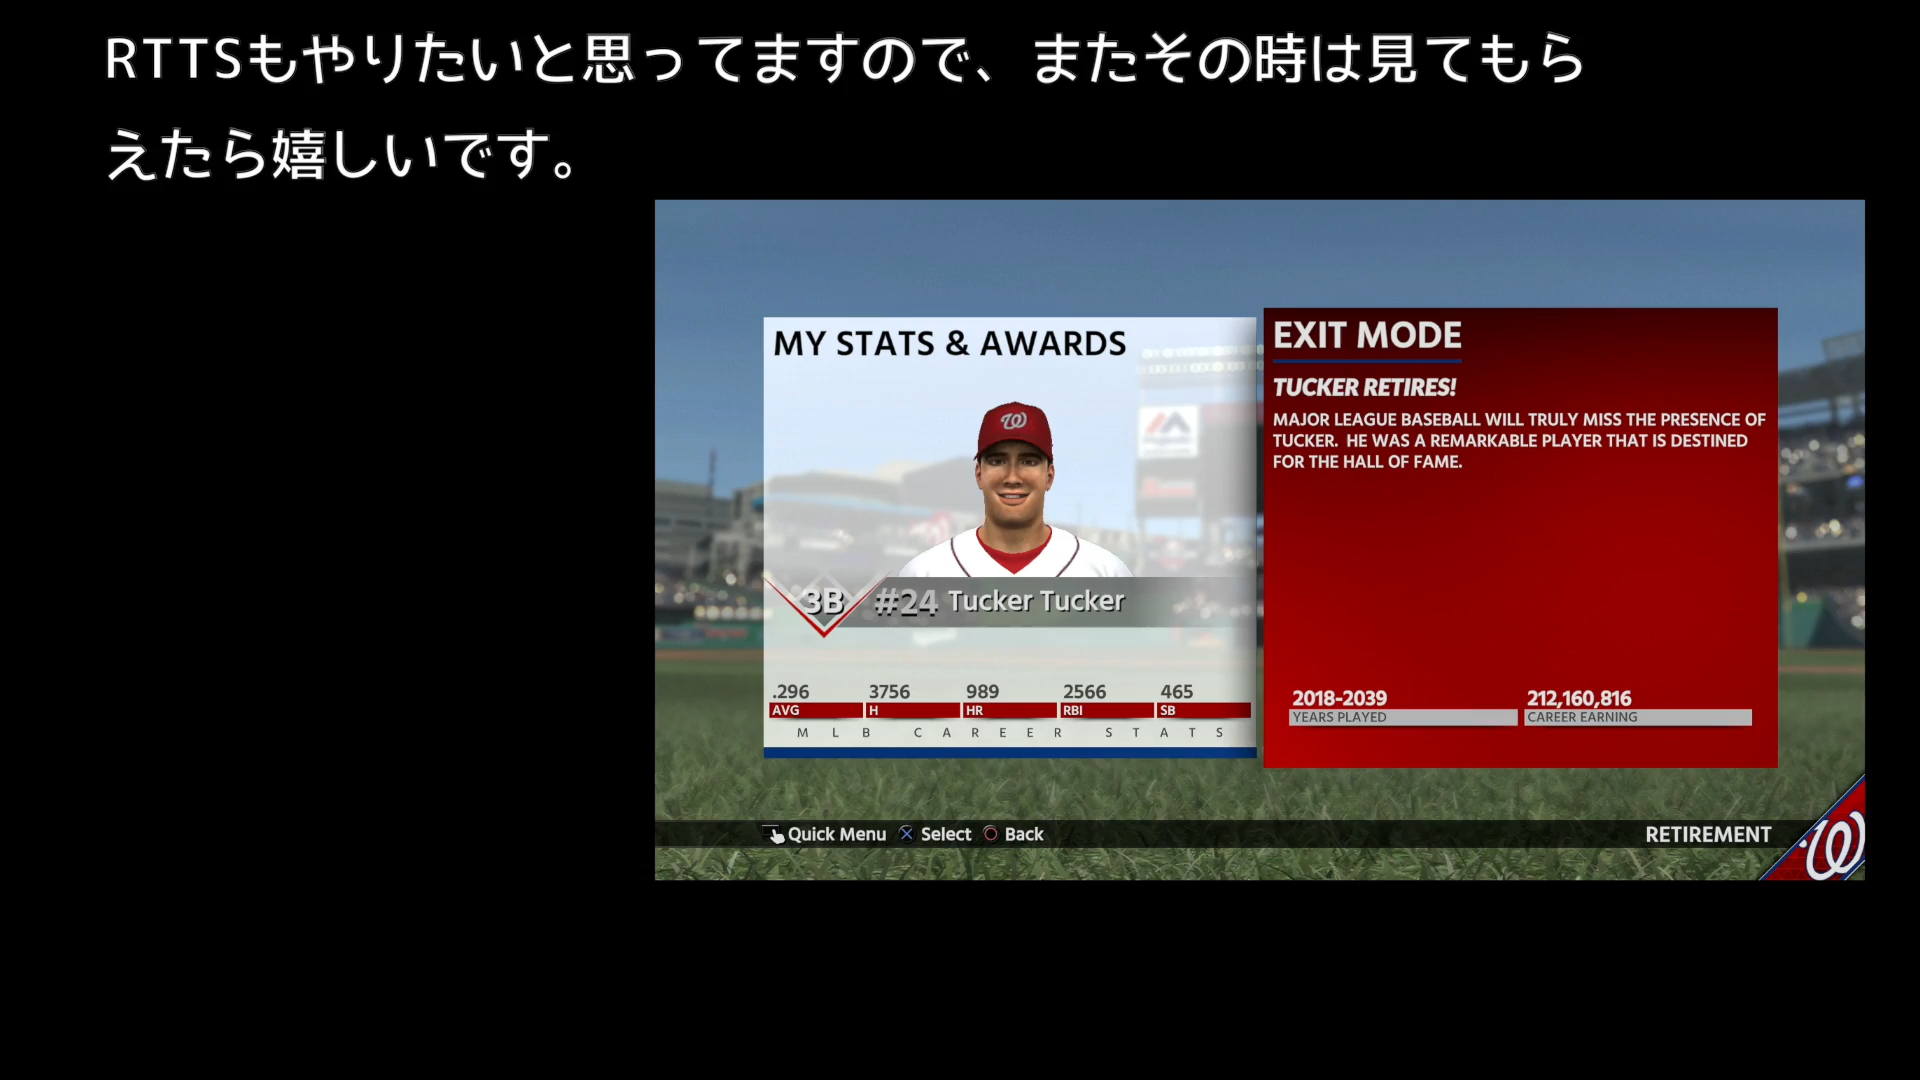 RTTSもやりたいと思ってますので、またその時は見てもら
えたら嬉しいです。
MY STATS & AWARDS
3B #24 Tucker Tucker
.296 3756 989 2566 465
AVG H HR RBI SB
MLB CAREER STATS
EXIT MODE
TUCKER RETIRES!
MAJOR LEAGUE BASEBALL WILL TRULY MISS THE PRESENCE OF
TUCKER. HE WAS A REMARKABLE PLAYER THAT IS DESTINED
FOR THE HALL OF FAME.
2018-2039 212,160,816
YEARS PLAYED CAREER EARNING
Quick Menu Select Back
RETIREMENT
W